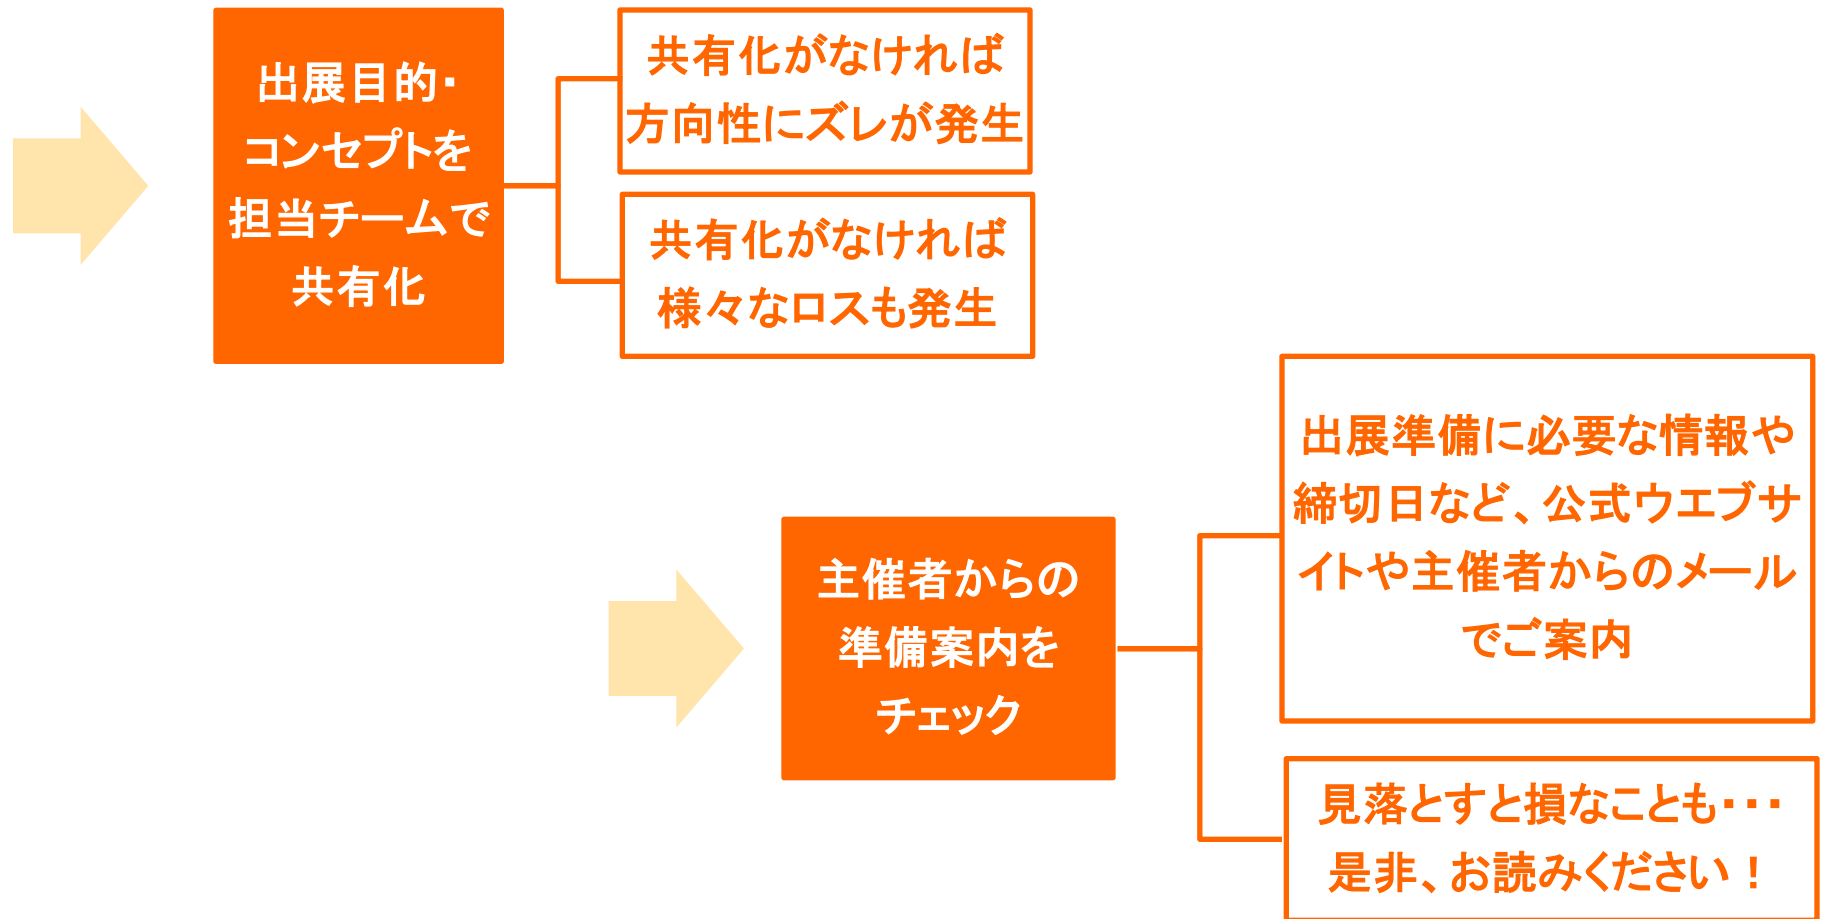 出展目的・
コンセプトを
担当チームで
共有化
共有化がなければ
方向性にズレが発生
共有化がなければ
様々なロスも発生
主催者からの
準備案内を
チェック
出展準備に必要な情報や
締切日など、公式ウエブサ
イトや主催者からのメール
でご案内
見落とすと損なことも・・・
是非、お読みください！